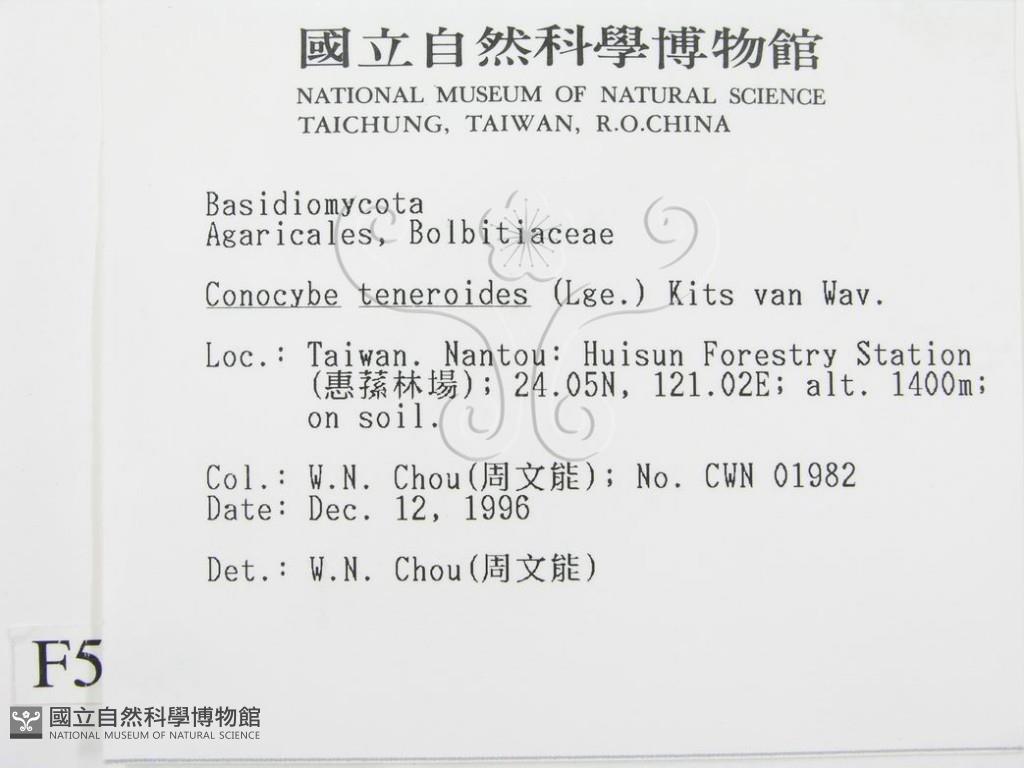 國立自然科學博物館
NATIONAL MUSEUM OF NATURAL SCIENCE
TAICHUNG, TAIWAN, R.O.CHINA
Basidiomycota
Agaricales, Bolbitiaceae
Conocybe teneroides (Lge.) Kits van Wav.
Loc.: Taiwan. Nantou: Huisun Forestry Station
(惠蓀林場); 24.05N, 121.02E; alt. 1400m;
on soil.
Col.: W.N. Chou(周文能); No. CWN 01982
Date: Dec. 12, 1996
Det.: W.N. Chou(周文能)
F5
國立自然科學博物館
NATIONAL MUSEUM OF NATURAL SCIENCE